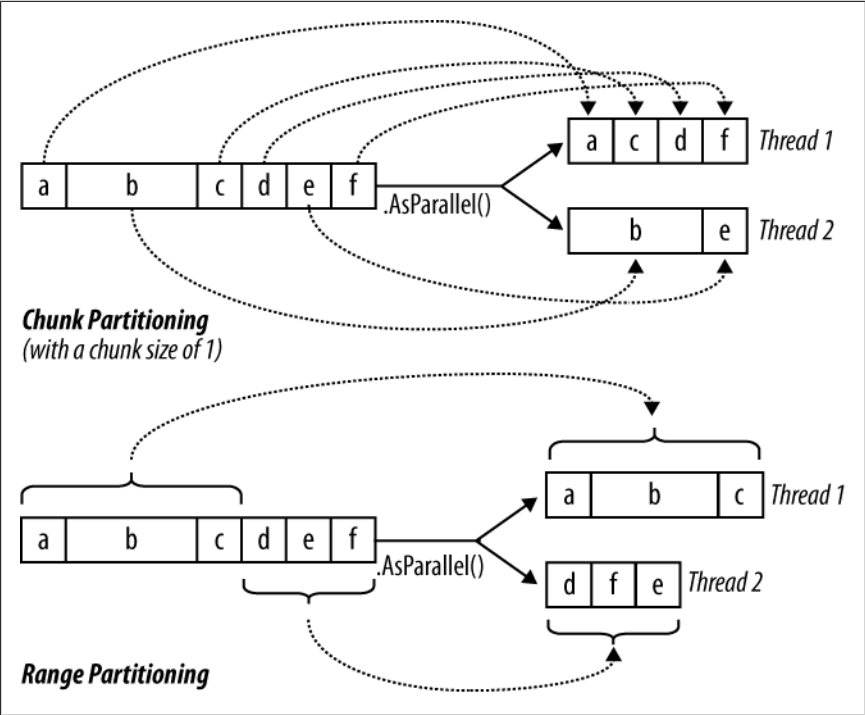 a c d f Thread 1
a b c d e f
.AsParallel()
b e Thread 2
Chunk Partitioning
(with a chunk size of 1)
a b c Thread 1
a b c d e f
.AsParallel()
d f e Thread 2
Range Partitioning